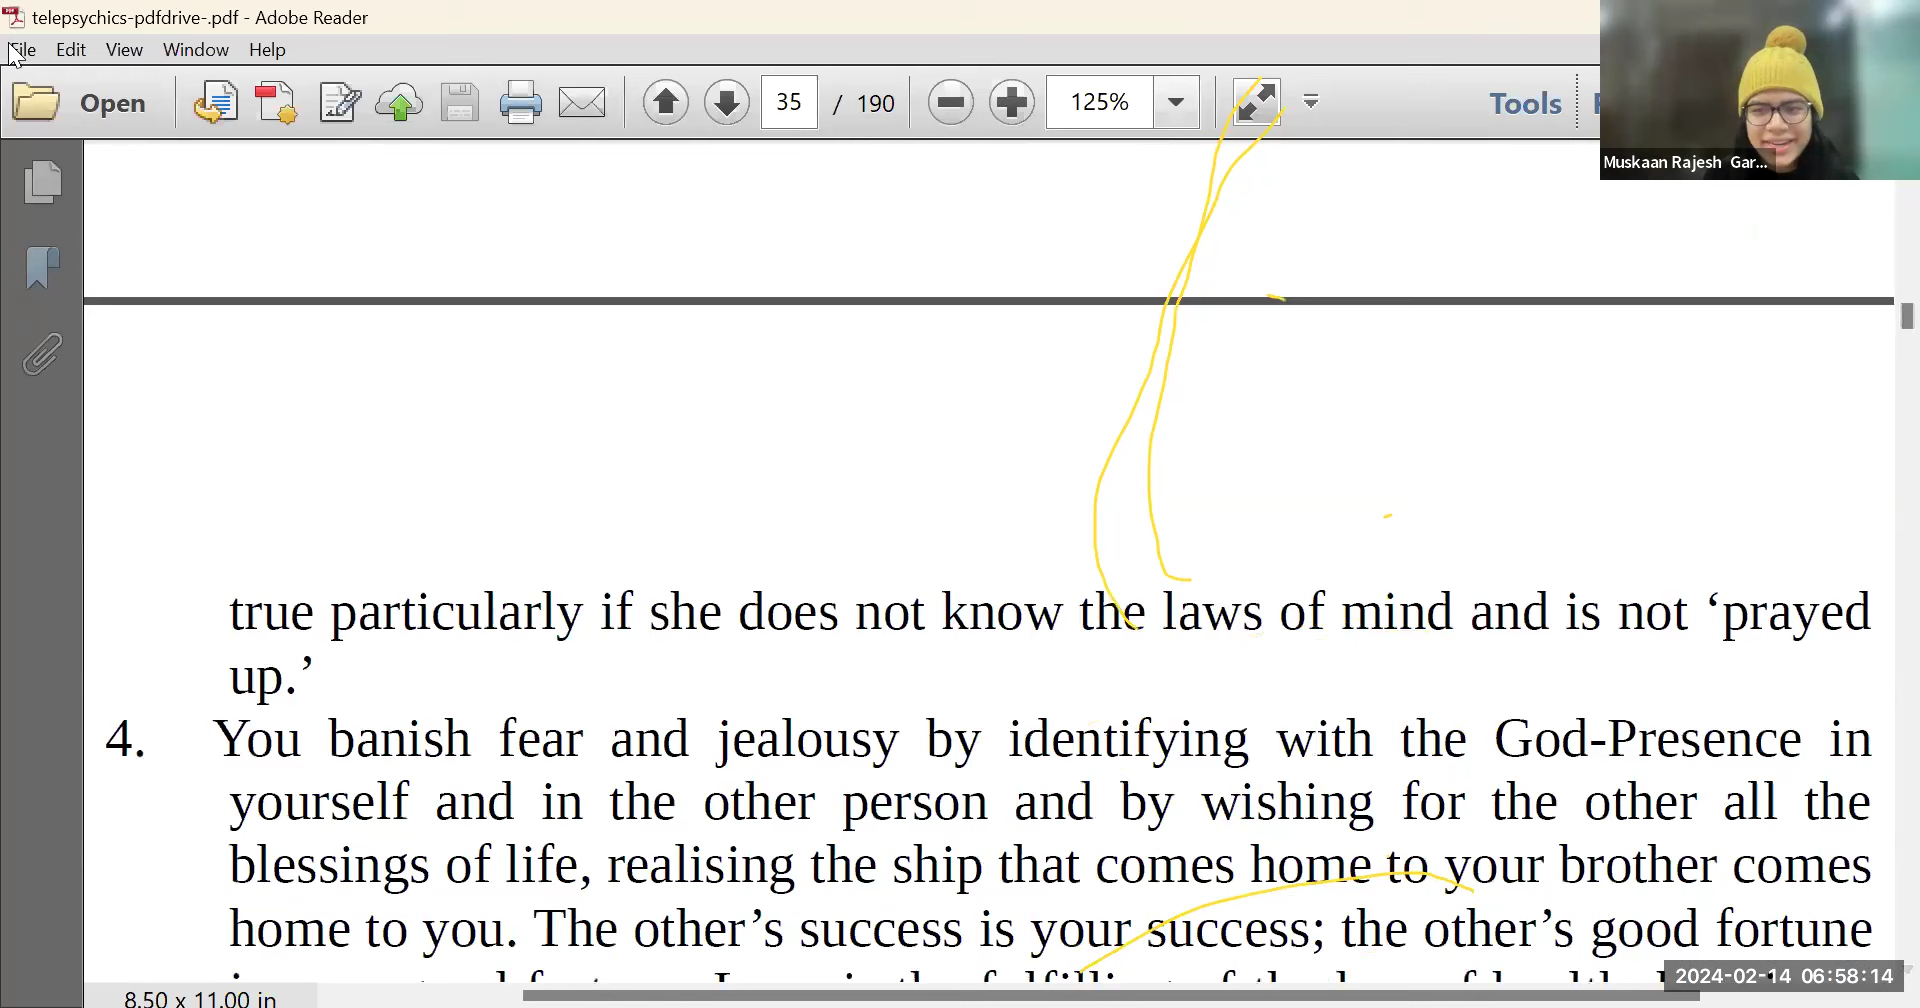 telepsychics-pdfdrive-.pdf - Adobe Reader
File Edit View Window Help
Open 35 / 190 125% Tools
Muskaan Rajesh Gar...
true particularly if she does not know the laws of mind and is not ‘prayed
up.’
4. You banish fear and jealousy by identifying with the God-Presence in
yourself and in the other person and by wishing for the other all the
blessings of life, realising the ship that comes home to your brother comes
home to you. The other’s success is your success; the other’s good fortune
2024-02-14 06:58:14
8.50 x 11.00 in